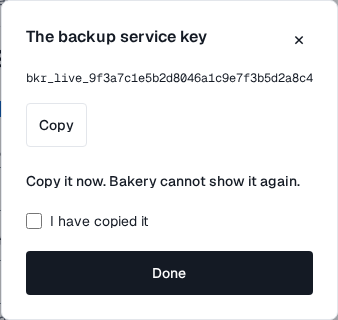 The backup service key
bkr_live_9f3a7c1e5b2d8046a1c9e7f3b5d2a8c4
Copy
Copy it now. Bakery cannot show it again.
I have copied it
Done